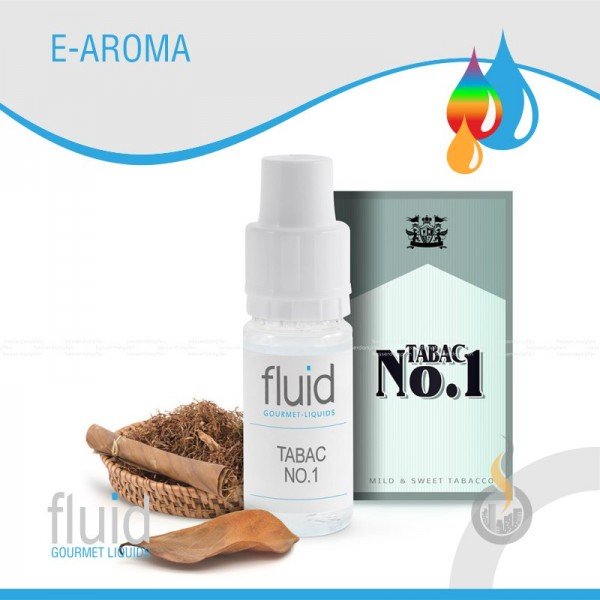 E-AROMA
TABAC
No.1
fluid
GOURMET-LIQUIDS
TABAC
NO.1
MILD & SWEET TABACCO
fluid
GOURMET LIQUIDS